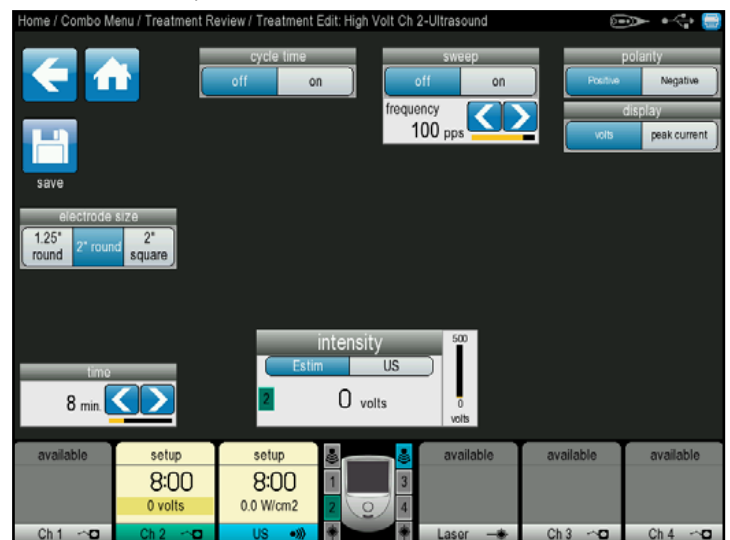 Home / Combo Menu / Treatment Review / Treatment Edit: High Volt Ch 2-Ultrasound
cycle time
off on
sweep
off on
frequency
100 pps
polarity
Positive Negative
display
volts peak current
save
electrode size
1.25" round
2" round
2" square
intensity
Estim US
2 0 volts
500
0
volts
time
8 min.
available
Ch 1
setup
8:00
0 volts
Ch 2
setup
8:00
0.0 W/cm2
US
1 3
2 4
available
Laser
available
Ch 3
available
Ch 4